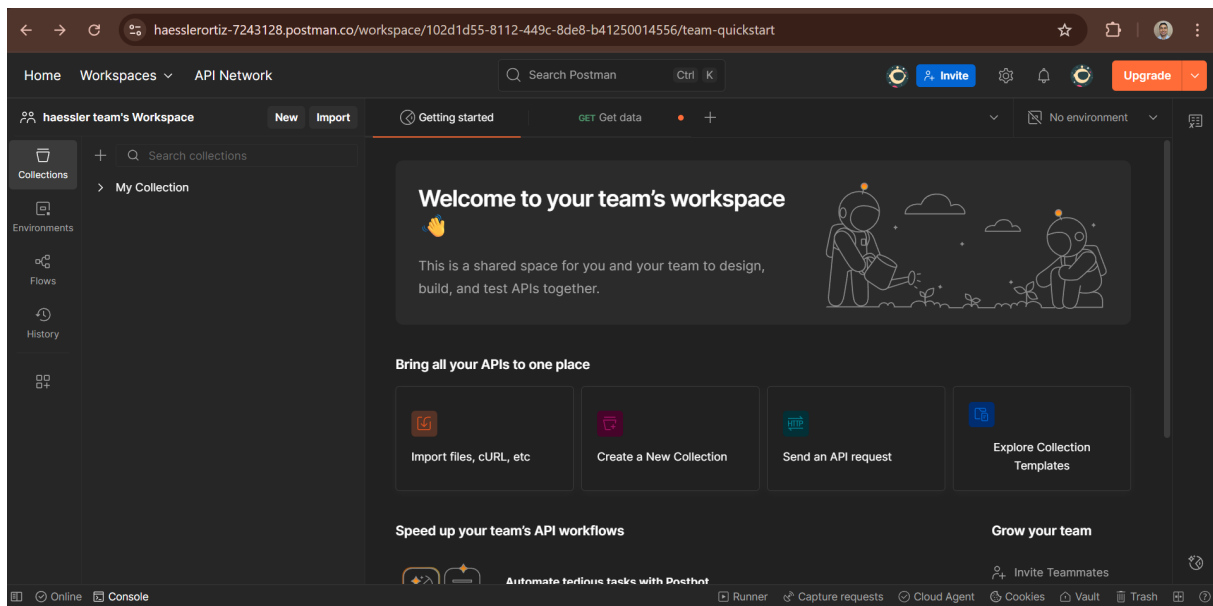 haesslerortiz-7243128.postman.co/workspace/102d1d55-8112-449c-8de8-b41250014556/team-quickstart
Home Workspaces API Network
Search Postman Ctrl K
Invite
Upgrade
haessler team's Workspace New Import
Getting started
GET Get data
No environment
Collections
Search collections
My Collection
Environments
Flows
History
Welcome to your team's workspace
👋
This is a shared space for you and your team to design,
build, and test APIs together.
Bring all your APIs to one place
Import files, cURL, etc
Create a New Collection
HTTP
Send an API request
Explore Collection
Templates
Speed up your team's API workflows
Grow your team
Automate tedious tasks with Postbot
Invite Teammates
Online Console Runner Capture requests Cloud Agent Cookies Vault Trash